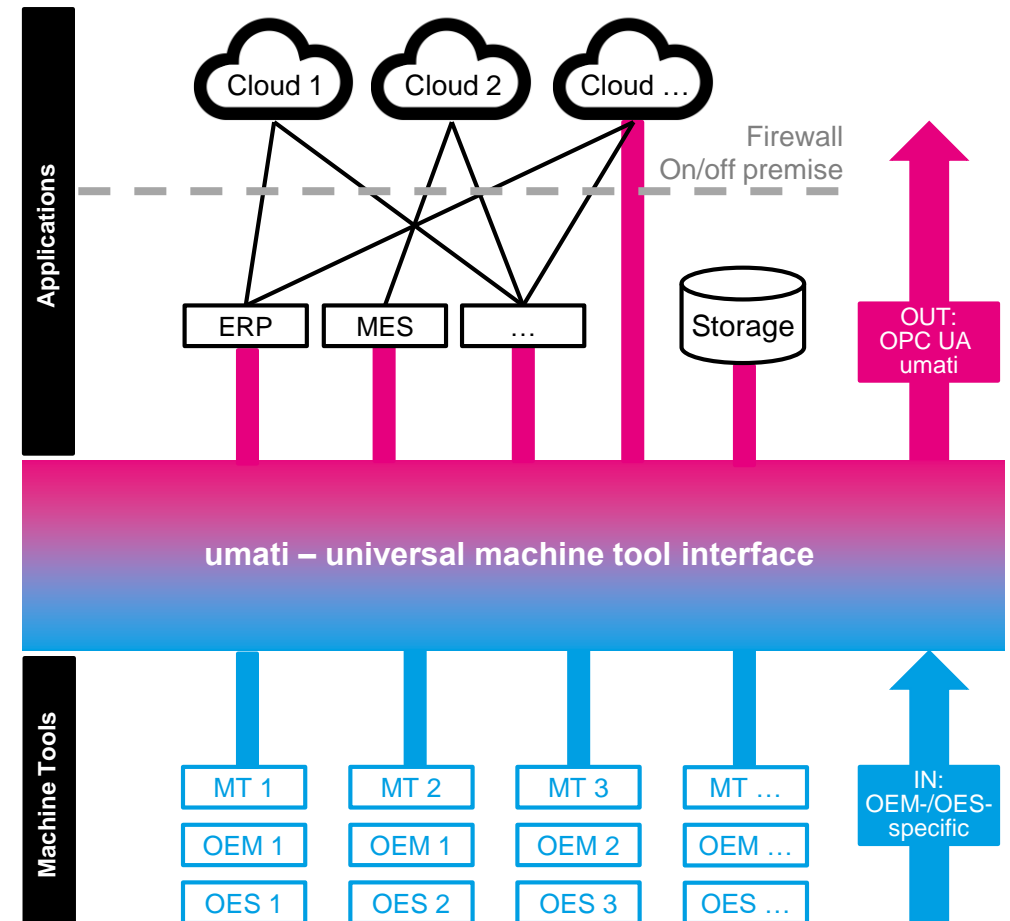 Applications
Cloud 1
Cloud 2
Cloud …
Firewall
On/off premise
ERP
MES
…
Storage
OUT:
OPC UA
umati
umati – universal machine tool interface
Machine Tools
MT 1
MT 2
MT 3
MT …
IN:
OEM-/OES-
specific
OEM 1
OEM 1
OEM 2
OEM …
OES 1
OES 2
OES 3
OES …